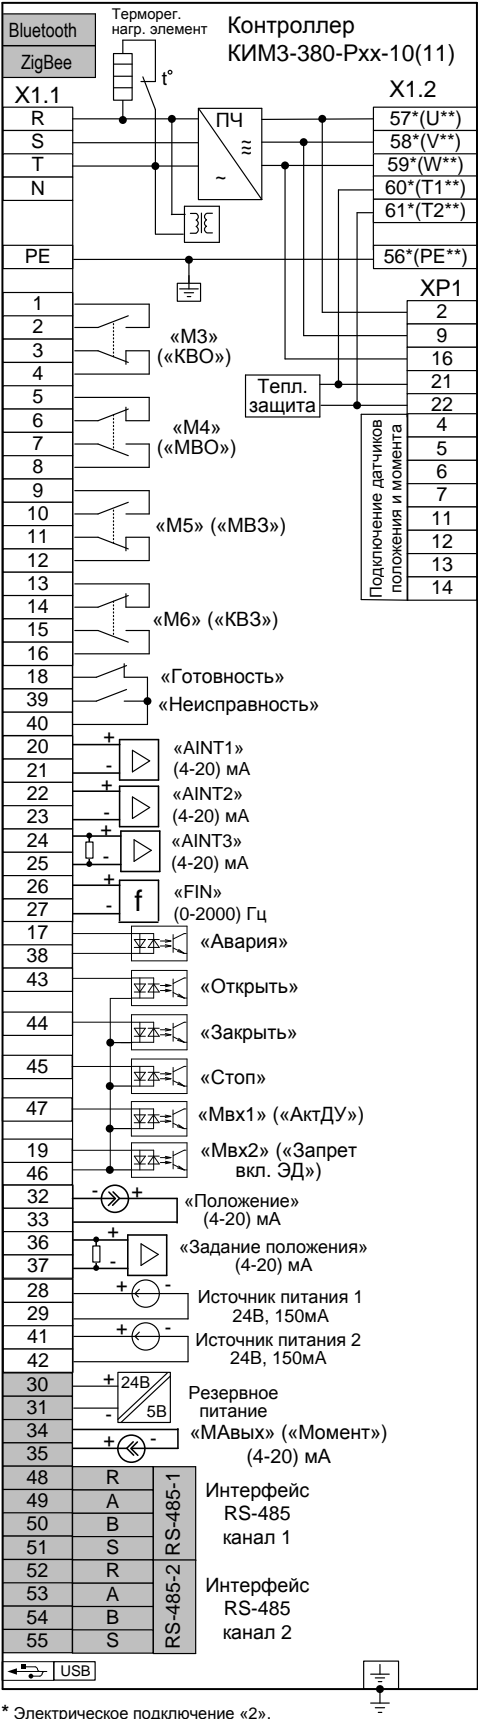 Bluetooth
ZigBee
Терморег.
нагр. элемент
t°
Контроллер
КИМ3-380-Рхх-10(11)
X1.1
X1.2
R
S
T
N
PE
ПЧ
≈
~
57*(U**)
58*(V**)
59*(W**)
60*(T1**)
61*(T2**)
56*(PE**)
XP1
2
9
16
21
22
4
5
6
7
11
12
13
14
Тепл.
защита
Подключение датчиков
положения и момента
1
2
3
4
«М3»
(«КВО»)
5
6
7
8
«М4»
(«МВО»)
9
10
11
12
«М5» («МВЗ»)
13
14
15
16
«М6» («КВЗ»)
18
39
40
«Готовность»
«Неисправность»
20
21
+
-
«AINT1»
(4-20) мА
22
23
+
-
«AINT2»
(4-20) мА
24
25
+
-
«AINT3»
(4-20) мА
26
27
+
-
f
«FIN»
(0-2000) Гц
17
38
«Авария»
43
«Открыть»
44
«Закрыть»
45
«Стоп»
47
«Мвх1» («АктДУ»)
19
46
«Мвх2» («Запрет
вкл. ЭД»)
32
33
- +
«Положение»
(4-20) мА
36
37
+
-
«Задание положения»
(4-20) мА
28
29
+ -
Источник питания 1
24В, 150мА
41
42
+ -
Источник питания 2
24В, 150мА
30
31
+
-
24В
5В
Резервное
питание
34
35
+ -
«МАвых» («Момент»)
(4-20) мА
48 R
49 A
50 B
51 S
RS-485-1
Интерфейс
RS-485
канал 1
52 R
53 A
54 B
55 S
RS-485-2
Интерфейс
RS-485
канал 2
USB
* Электрическое подключение «2».